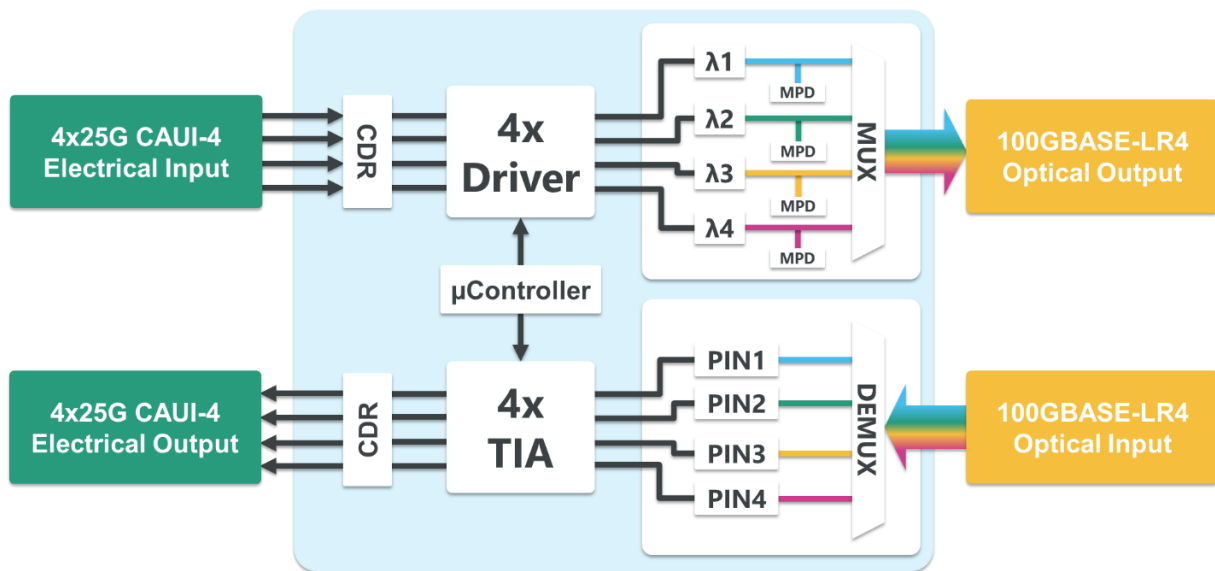 4x25G CAUI-4
Electrical Input
CDR
4x
Driver
λ1
MPD
λ2
MPD
λ3
MPD
λ4
MPD
MUX
100GBASE-LR4
Optical Output
μController
4x25G CAUI-4
Electrical Output
CDR
4x
TIA
PIN1
PIN2
PIN3
PIN4
DEMUX
100GBASE-LR4
Optical Input